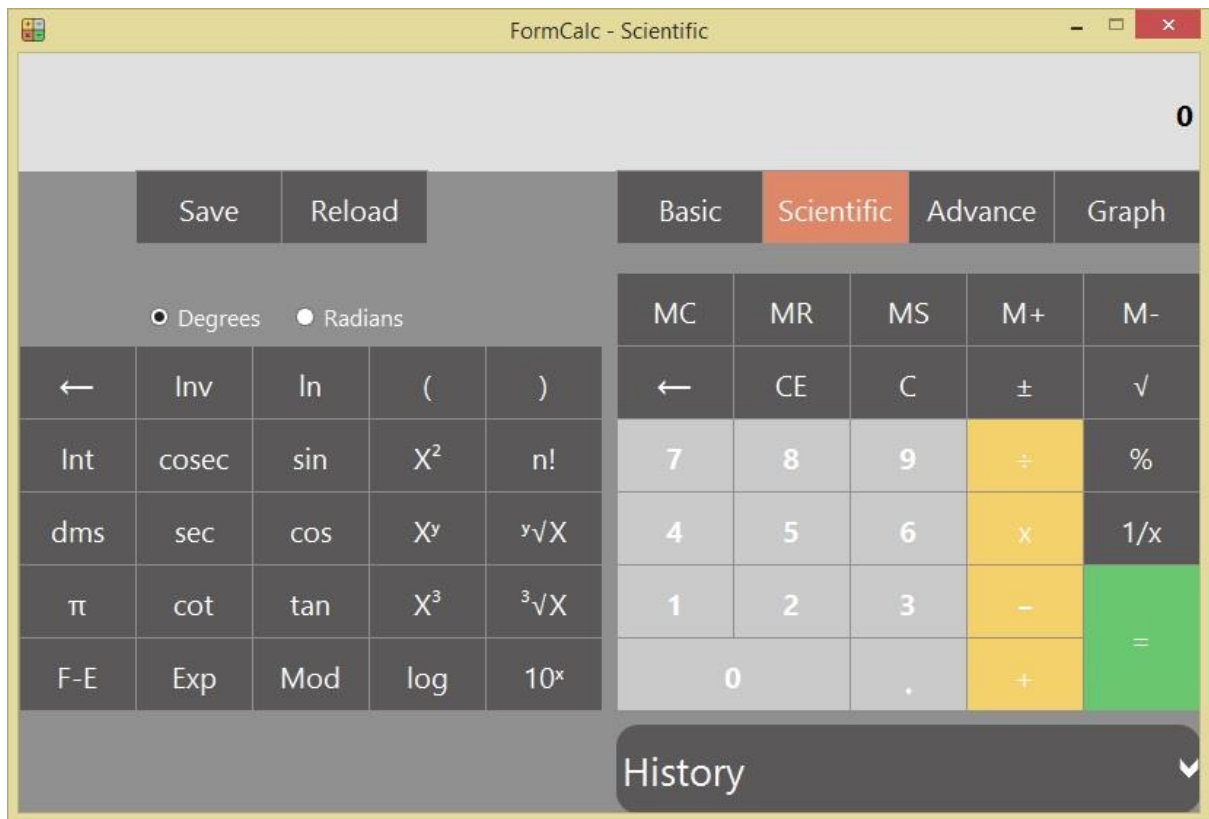 FormCalc - Scientific
0
Save Reload Basic Scientific Advance Graph
Degrees Radians
MC MR MS M+ M-
← Inv ln ( ) ← CE C ± √
Int cosec sin X² n! 7 8 9 ÷ %
dms sec cos Xʸ ʸ√X 4 5 6 x 1/x
π cot tan X³ ³√X 1 2 3 − =
F-E Exp Mod log 10ˣ 0 . +
History